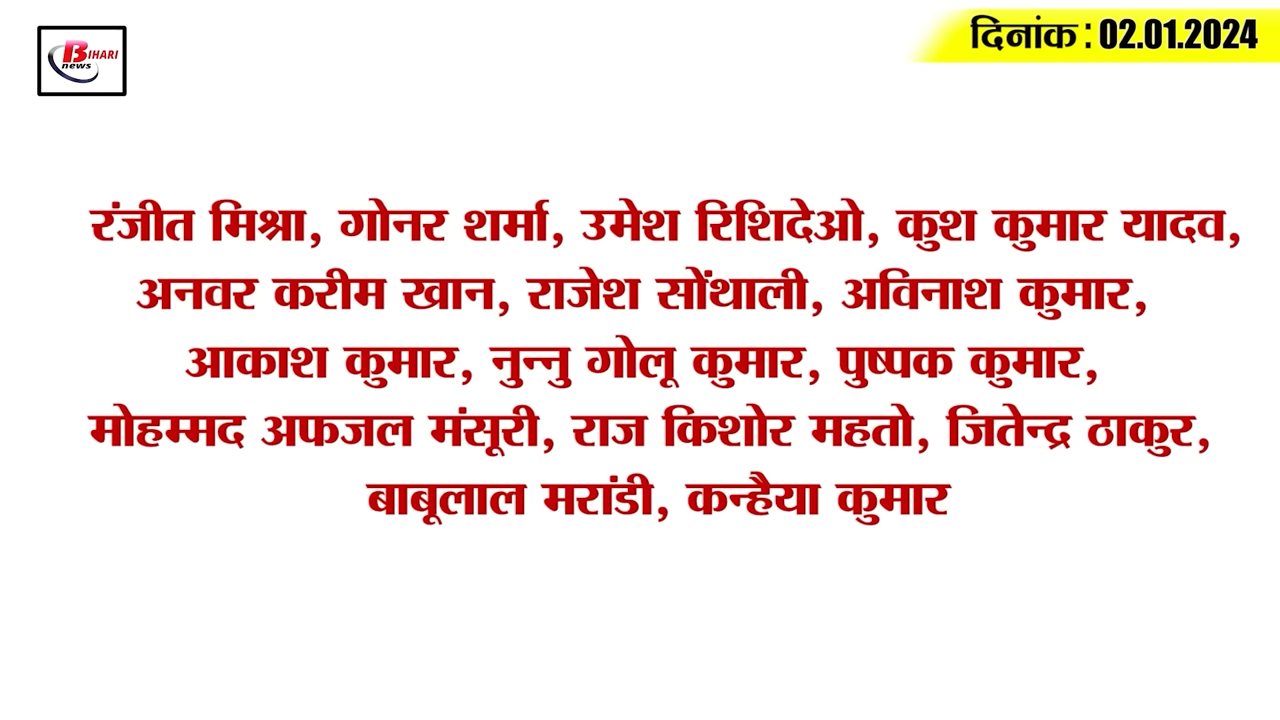 BIHARI
news
दिनांक : 02.01.2024
रंजीत मिश्रा, गोनर शर्मा, उमेश रिशिदेओ, कुश कुमार यादव,
अनवर करीम खान, राजेश सोंथाली, अविनाश कुमार,
आकाश कुमार, नुन्नु गोलू कुमार, पुष्पक कुमार,
मोहम्मद अफजल मंसूरी, राज किशोर महतो, जितेन्द्र ठाकुर,
बाबूलाल मरांडी, कन्हैया कुमार